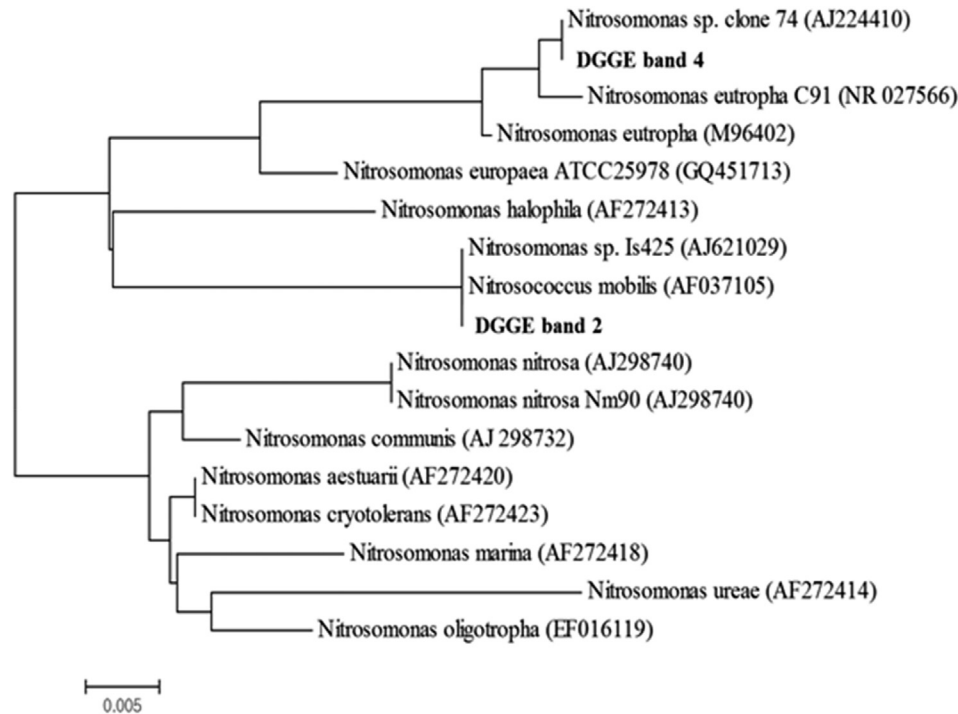 Nitrosomonas sp. clone 74 (AJ224410)
DGGE band 4
Nitrosomonas eutropha C91 (NR 027566)
Nitrosomonas eutropha (M96402)
Nitrosomonas europaea ATCC25978 (GQ451713)
Nitrosomonas halophila (AF272413)
Nitrosomonas sp. Is425 (AJ621029)
Nitrosococcus mobilis (AF037105)
DGGE band 2
Nitrosomonas nitrosa (AJ298740)
Nitrosomonas nitrosa Nm90 (AJ298740)
Nitrosomonas communis (AJ 298732)
Nitrosomonas aestuarii (AF272420)
Nitrosomonas cryotolerans (AF272423)
Nitrosomonas marina (AF272418)
Nitrosomonas ureae (AF272414)
Nitrosomonas oligotropha (EF016119)
0.005